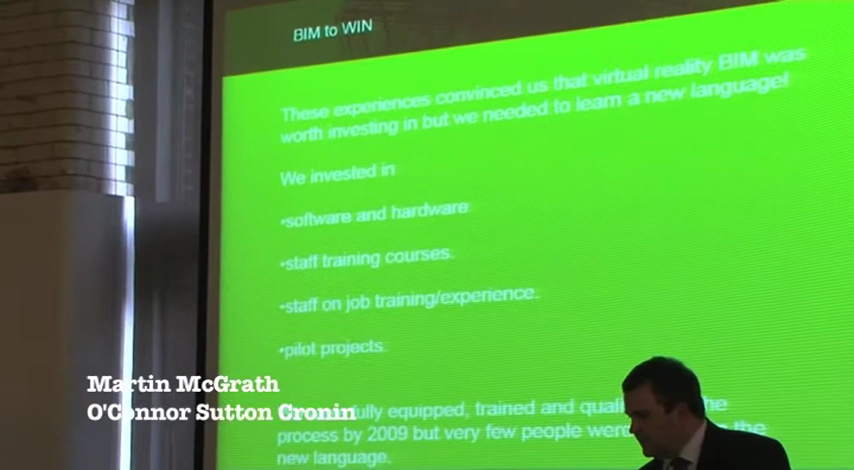 BIM to WIN
These experiences convinced us that virtual reality BIM was
worth investing in but we needed to learn a new language!
We invested in
•software and hardware
•staff training courses.
•staff on job training/experience.
•pilot projects.
fully equipped, trained and the
process by 2009 but very few people the
new language.
Martin McGrath
O'Connor Sutton Cronin